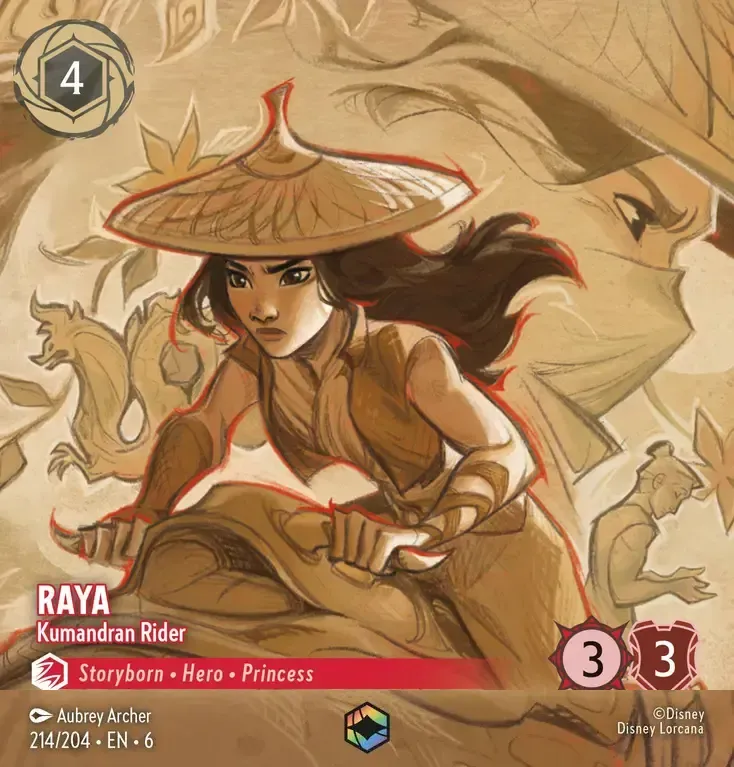 4
RAYA
Kumandran Rider
Storyborn • Hero • Princess
3 3
Aubrey Archer
214/204 • EN • 6
©Disney
Disney Lorcana